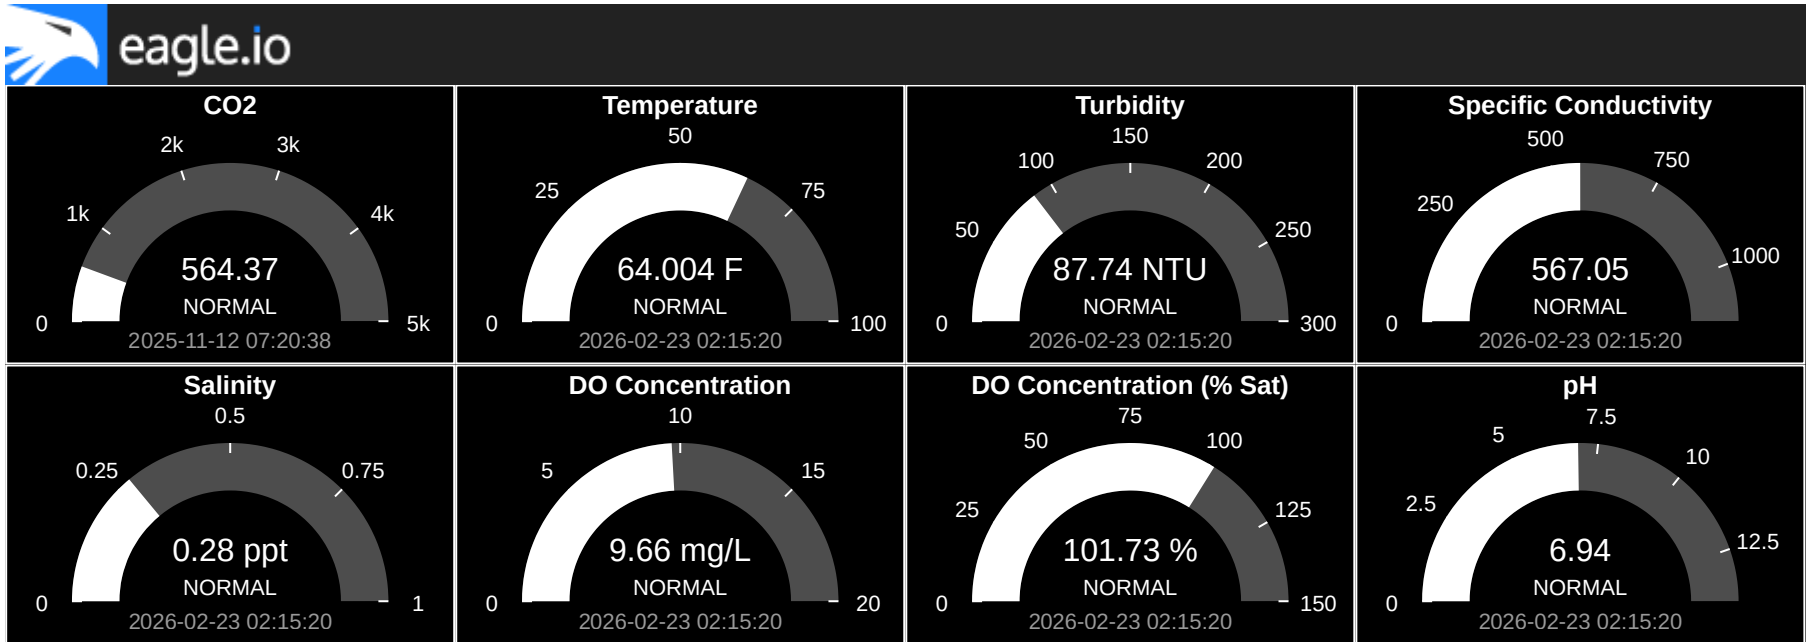 eagle.io
CO2
0
1k
2k
3k
4k
5k
564.37
NORMAL
2025-11-12 07:20:38
Temperature
0
25
50
75
100
64.004 F
NORMAL
2026-02-23 02:15:20
Turbidity
0
50
100
150
200
250
300
87.74 NTU
NORMAL
2026-02-23 02:15:20
Specific Conductivity
0
250
500
750
1000
567.05
NORMAL
2026-02-23 02:15:20
Salinity
0
0.25
0.5
0.75
1
0.28 ppt
NORMAL
2026-02-23 02:15:20
DO Concentration
0
5
10
15
20
9.66 mg/L
NORMAL
2026-02-23 02:15:20
DO Concentration (% Sat)
0
25
50
75
100
125
150
101.73 %
NORMAL
2026-02-23 02:15:20
pH
0
2.5
5
7.5
10
12.5
6.94
NORMAL
2026-02-23 02:15:20